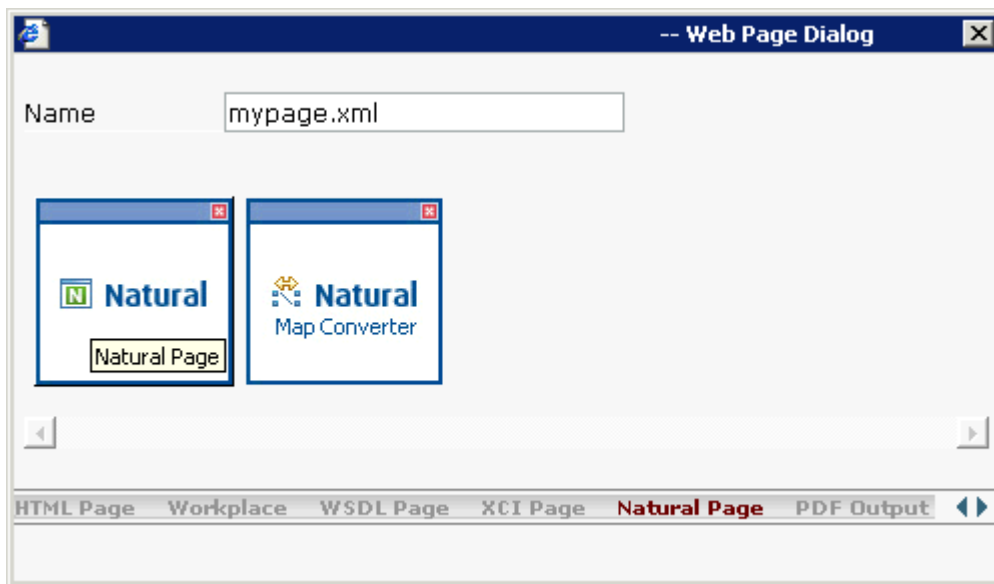 -- Web Page Dialog
Name mypage.xml
N Natural Natural
Map Converter
Natural Page
HTML Page Workplace WSDL Page XCI Page Natural Page PDF Output